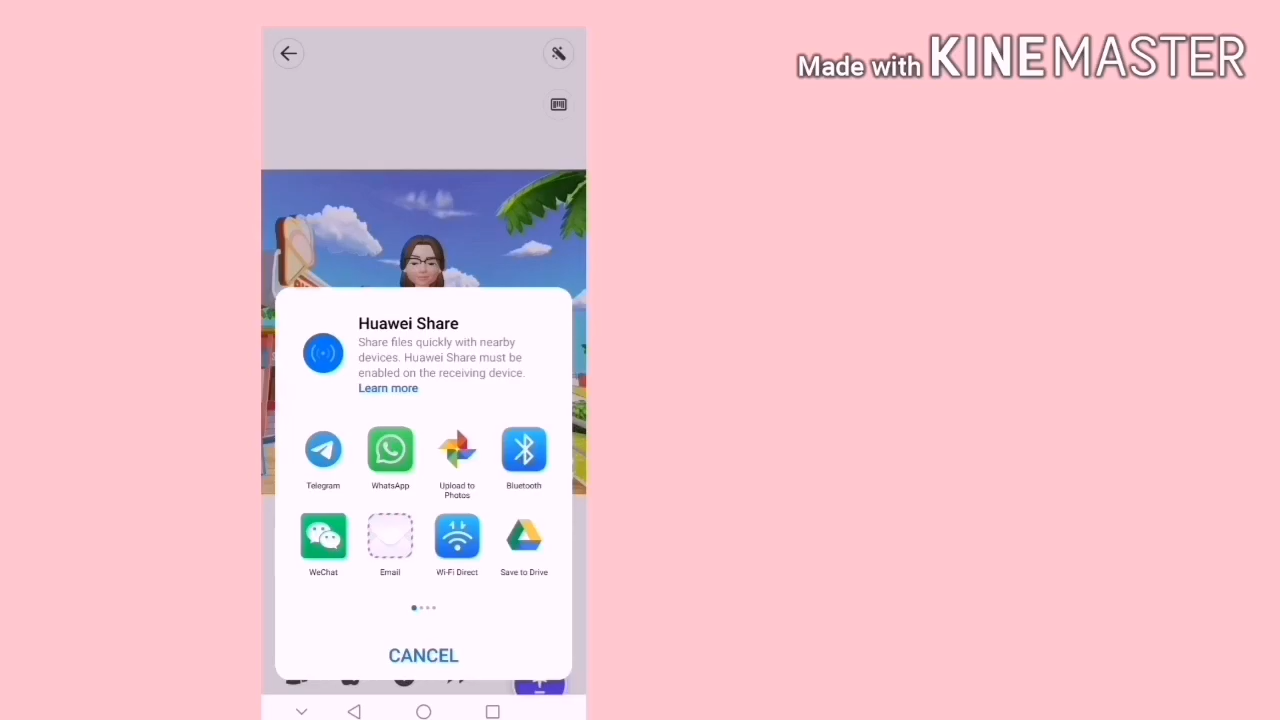 Made with KINEMASTER
Huawei Share
Share files quickly with nearby
devices. Huawei Share must be
enabled on the receiving device.
Learn more
Telegram
WhatsApp
Upload to
Photos
Bluetooth
WeChat
Email
Wi-Fi Direct
Save to Drive
CANCEL